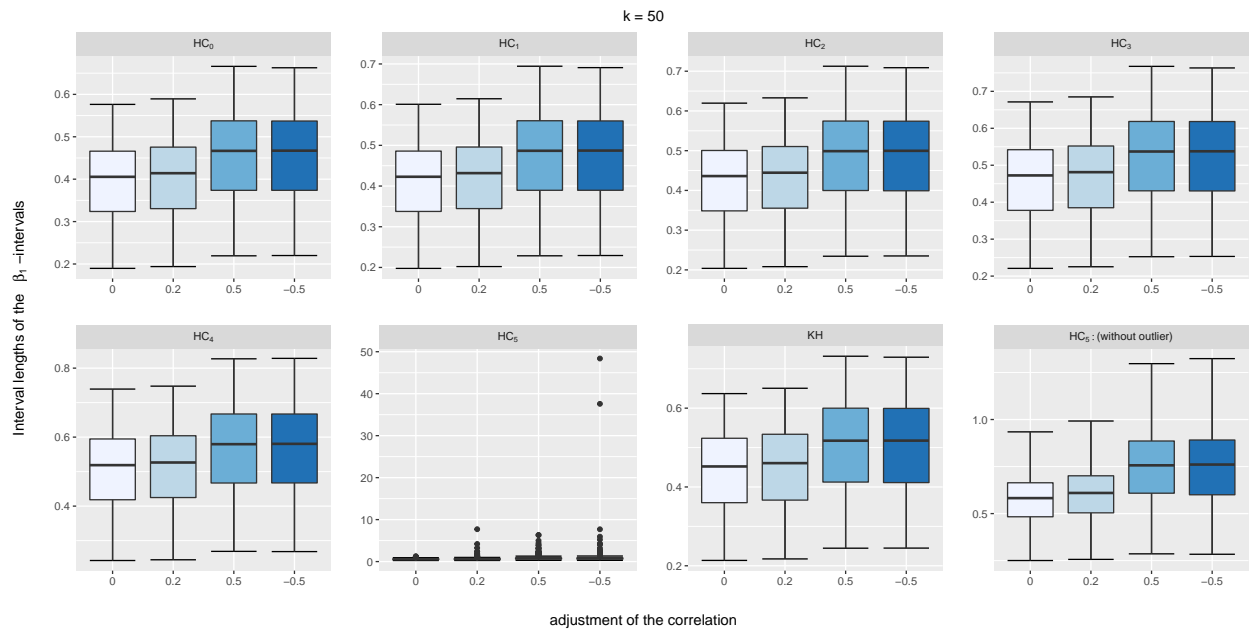 k = 50
HC₀
HC₁
HC₂
HC₃
0.6
0.5
0.4
0.3
0.2
0 0.2 0.5 −0.5
0.7
0.6
0.5
0.4
0.3
0.2
0 0.2 0.5 −0.5
0.7
0.6
0.5
0.4
0.3
0.2
0 0.2 0.5 −0.5
0.7
0.6
0.5
0.4
0.3
0.2
0 0.2 0.5 −0.5
Interval lengths of the β₁ −intervals
HC₄
HC₅
KH
HC₅ : (without outlier)
0.8
0.6
0.4
0 0.2 0.5 −0.5
50
40
30
20
10
0
0 0.2 0.5 −0.5
0.6
0.4
0.2
0 0.2 0.5 −0.5
1.0
0.5
0 0.2 0.5 −0.5
adjustment of the correlation